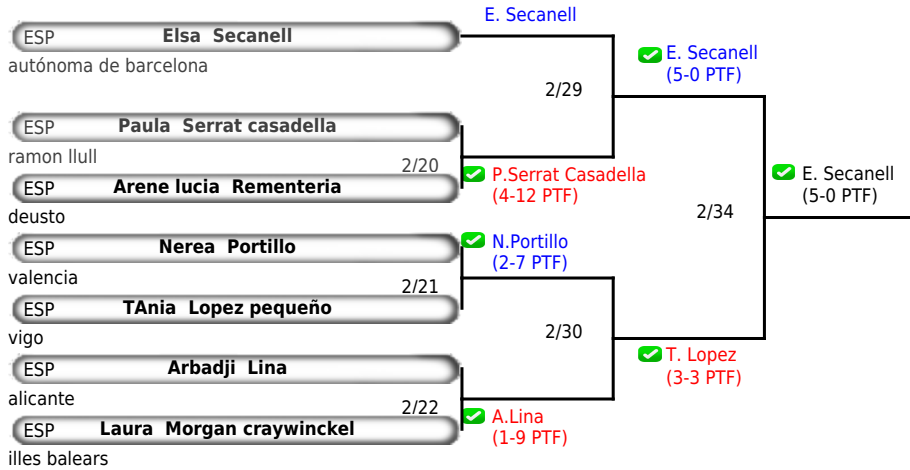 E. Secanell
ESP Elsa Secanell
autónoma de barcelona
E. Secanell
(5-0 PTF)
2/29
ESP Paula Serrat casadella
ramon llull
2/20
P.Serrat Casadella
(4-12 PTF)
ESP Arene lucia Rementeria
deusto
E. Secanell
(5-0 PTF)
2/34
ESP Nerea Portillo
valencia
N.Portillo
(2-7 PTF)
2/21
ESP TAnia Lopez pequeño
vigo
2/30
T. Lopez
(3-3 PTF)
ESP Arbadji Lina
alicante
2/22
A.Lina
(1-9 PTF)
ESP Laura Morgan craywinckel
illes balears